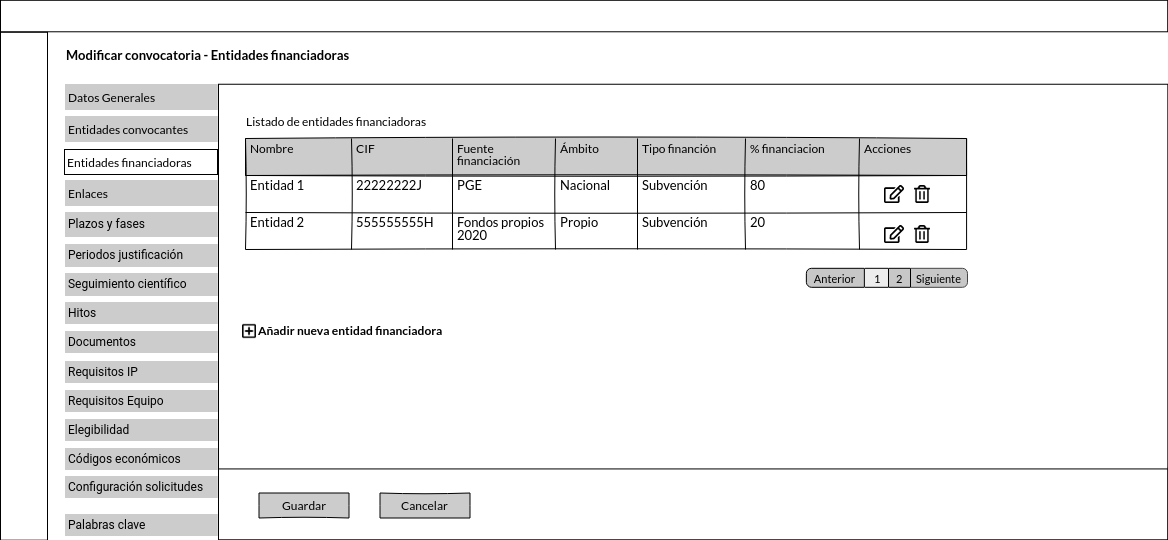 Modificar convocatoria - Entidades financiadoras
Datos Generales
Entidades convocantes
Entidades financiadoras
Enlaces
Plazos y fases
Periodos justificación
Seguimiento científico
Hitos
Documentos
Requisitos IP
Requisitos Equipo
Elegibilidad
Códigos económicos
Configuración solicitudes
Palabras clave
Listado de entidades financiadoras
Nombre CIF Fuente Ámbito Tipo financión % financiacion Acciones
financiación
Entidad 1 22222222J PGE Nacional Subvención 80
Entidad 2 555555555H Fondos propios Propio Subvención 20
2020
Anterior 1 2 Siguiente
Añadir nueva entidad financiadora
Guardar Cancelar